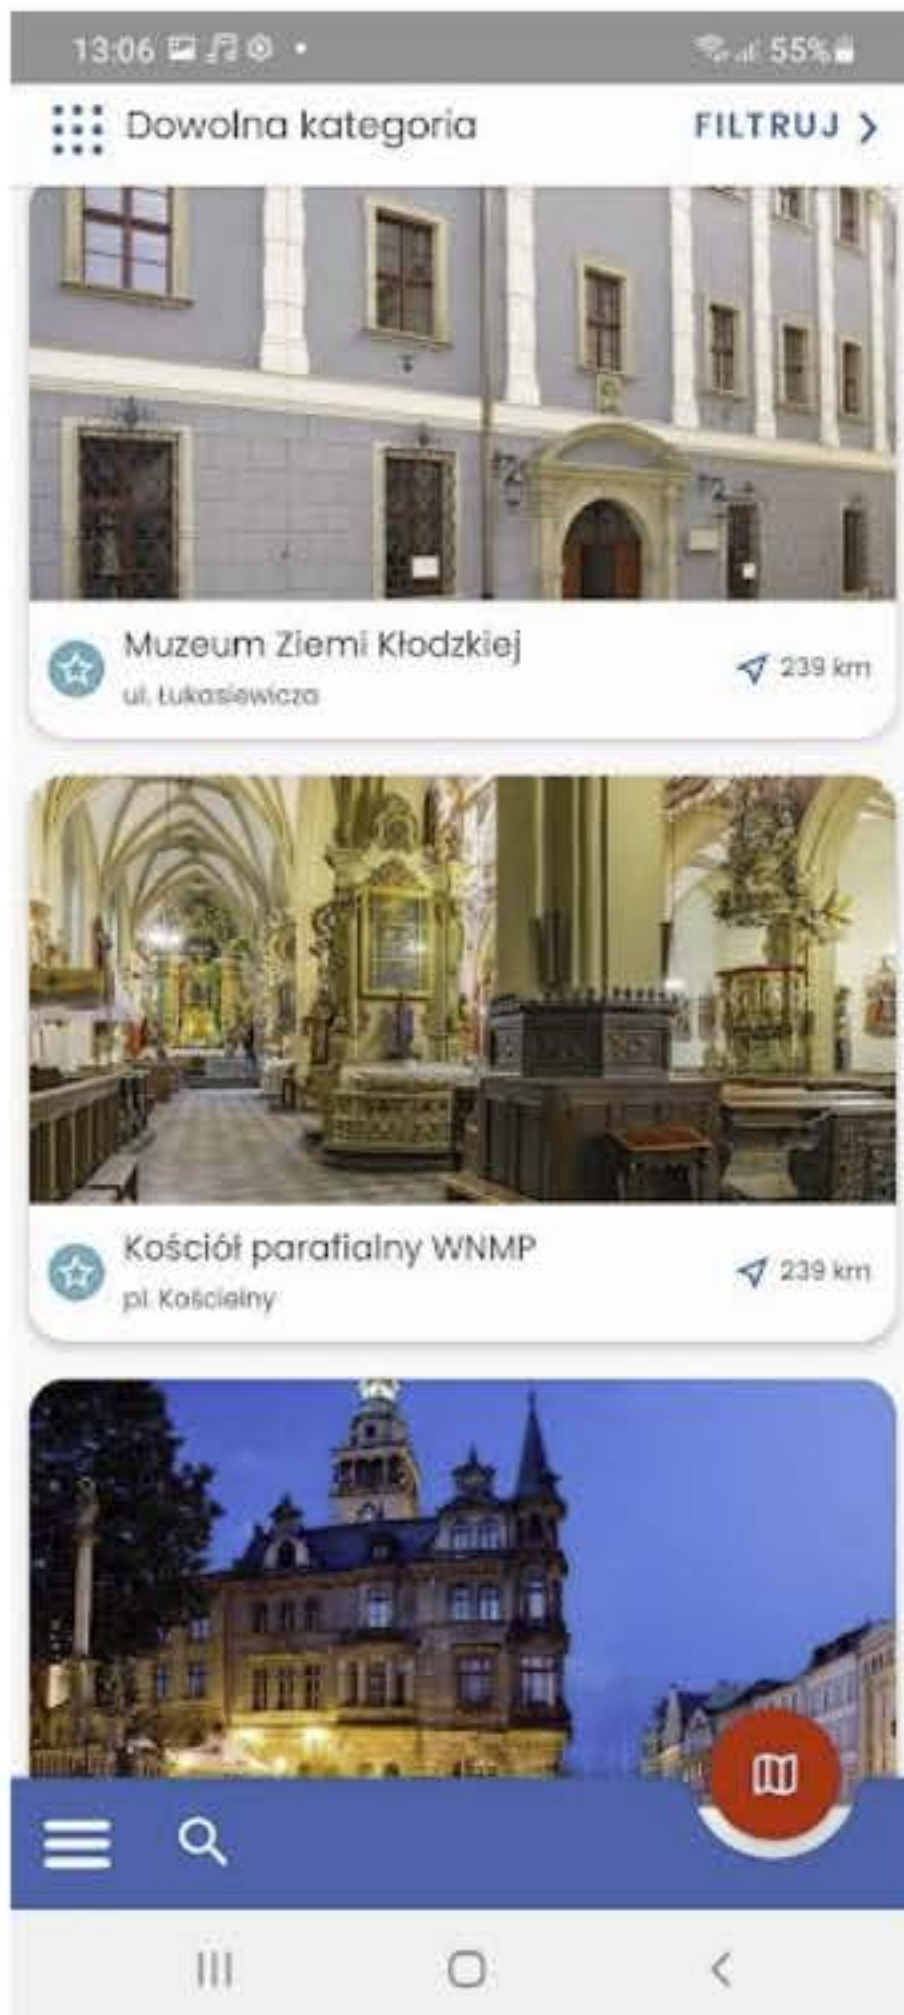 13:06
55%
Dowolna kategoria
FILTRUJ
Muzeum Ziemi Kłodzkiej
ul. Łukasiewicza
239 km
Kościół parafialny WNMP
pl. Kościelny
239 km